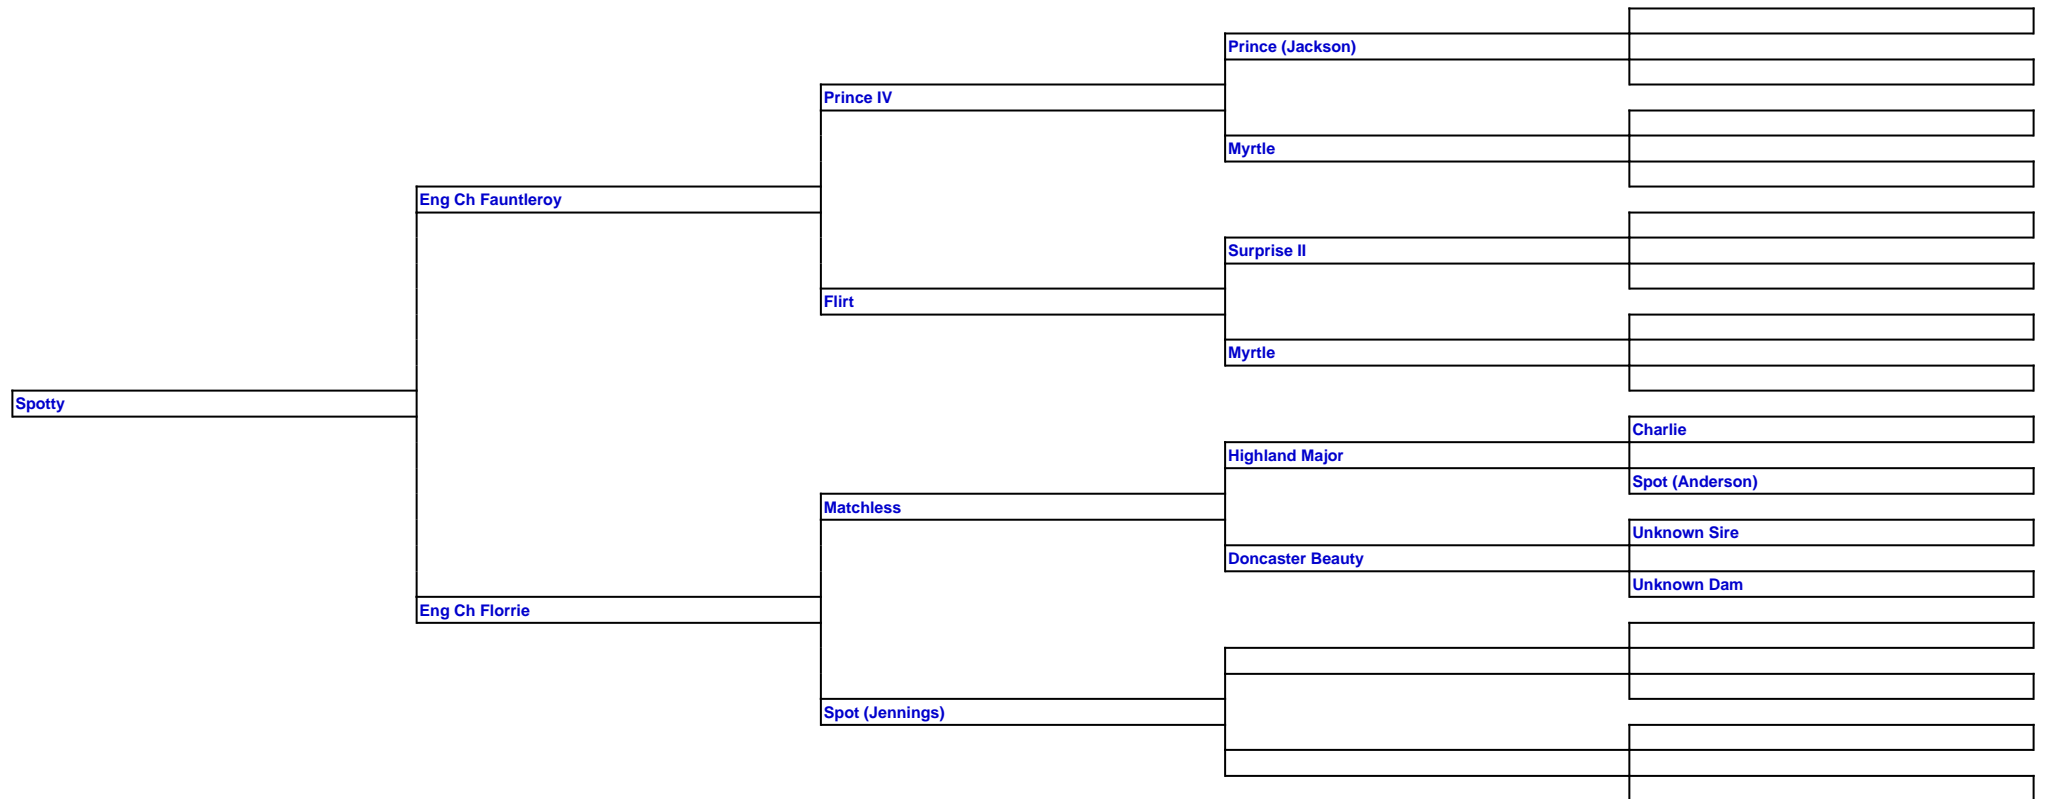 Prince (Jackson)
Prince IV
Myrtle
Eng Ch Fauntleroy
Surprise II
Flirt
Myrtle
Spotty
Charlie
Highland Major
Spot (Anderson)
Matchless
Unknown Sire
Doncaster Beauty
Unknown Dam
Eng Ch Florrie
Spot (Jennings)